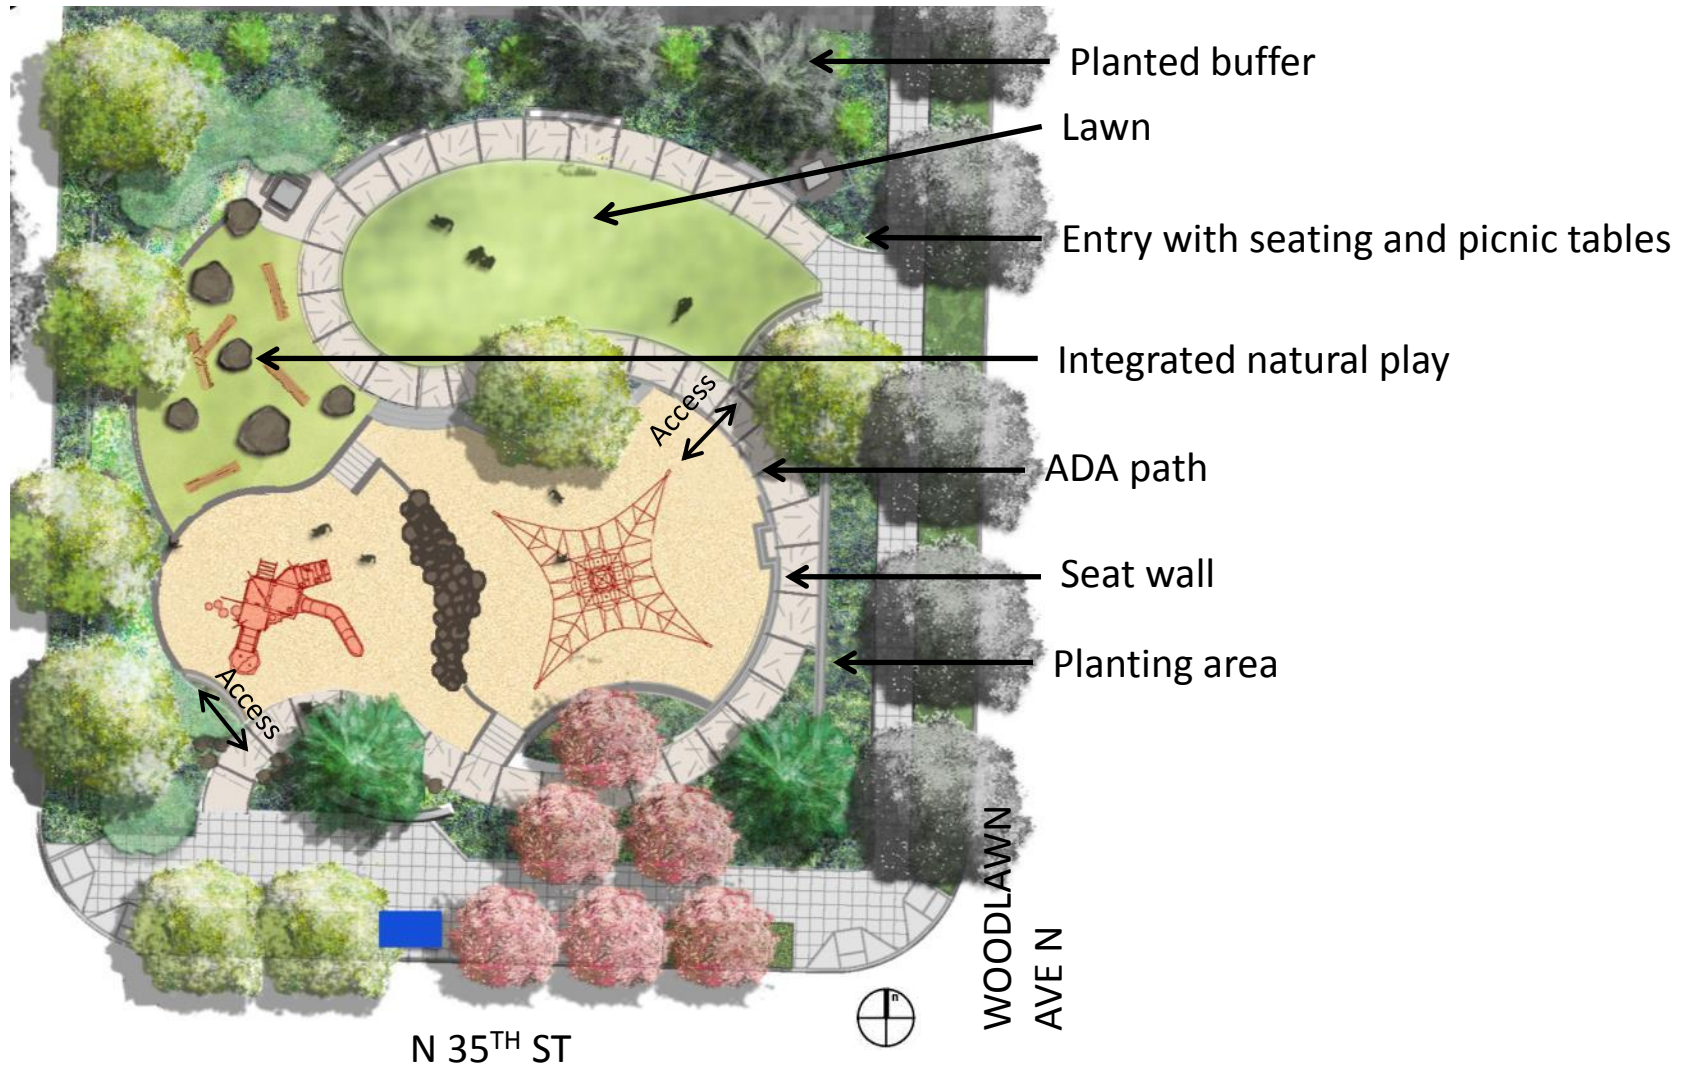 Planted buffer
Lawn
Entry with seating and picnic tables
Integrated natural play
Access
ADA path
Seat wall
Planting area
Access
WOODLAWN
AVE N
n
N 35TH ST